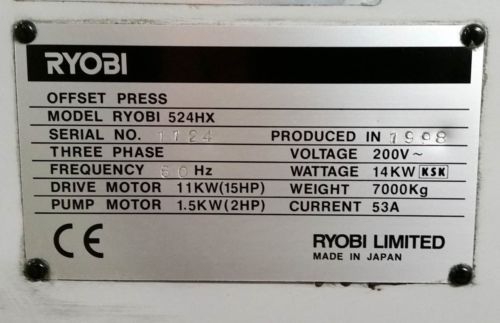 RYOBI
OFFSET PRESS
MODEL RYOBI 524HX
SERIAL NO. 1124 PRODUCED IN 1998
THREE PHASE VOLTAGE 200V~
FREQUENCY 60 Hz WATTAGE 14KW KSK
DRIVE MOTOR 11KW(15HP) WEIGHT 7000Kg
PUMP MOTOR 1.5KW(2HP) CURRENT 53A
CE RYOBI LIMITED
MADE IN JAPAN